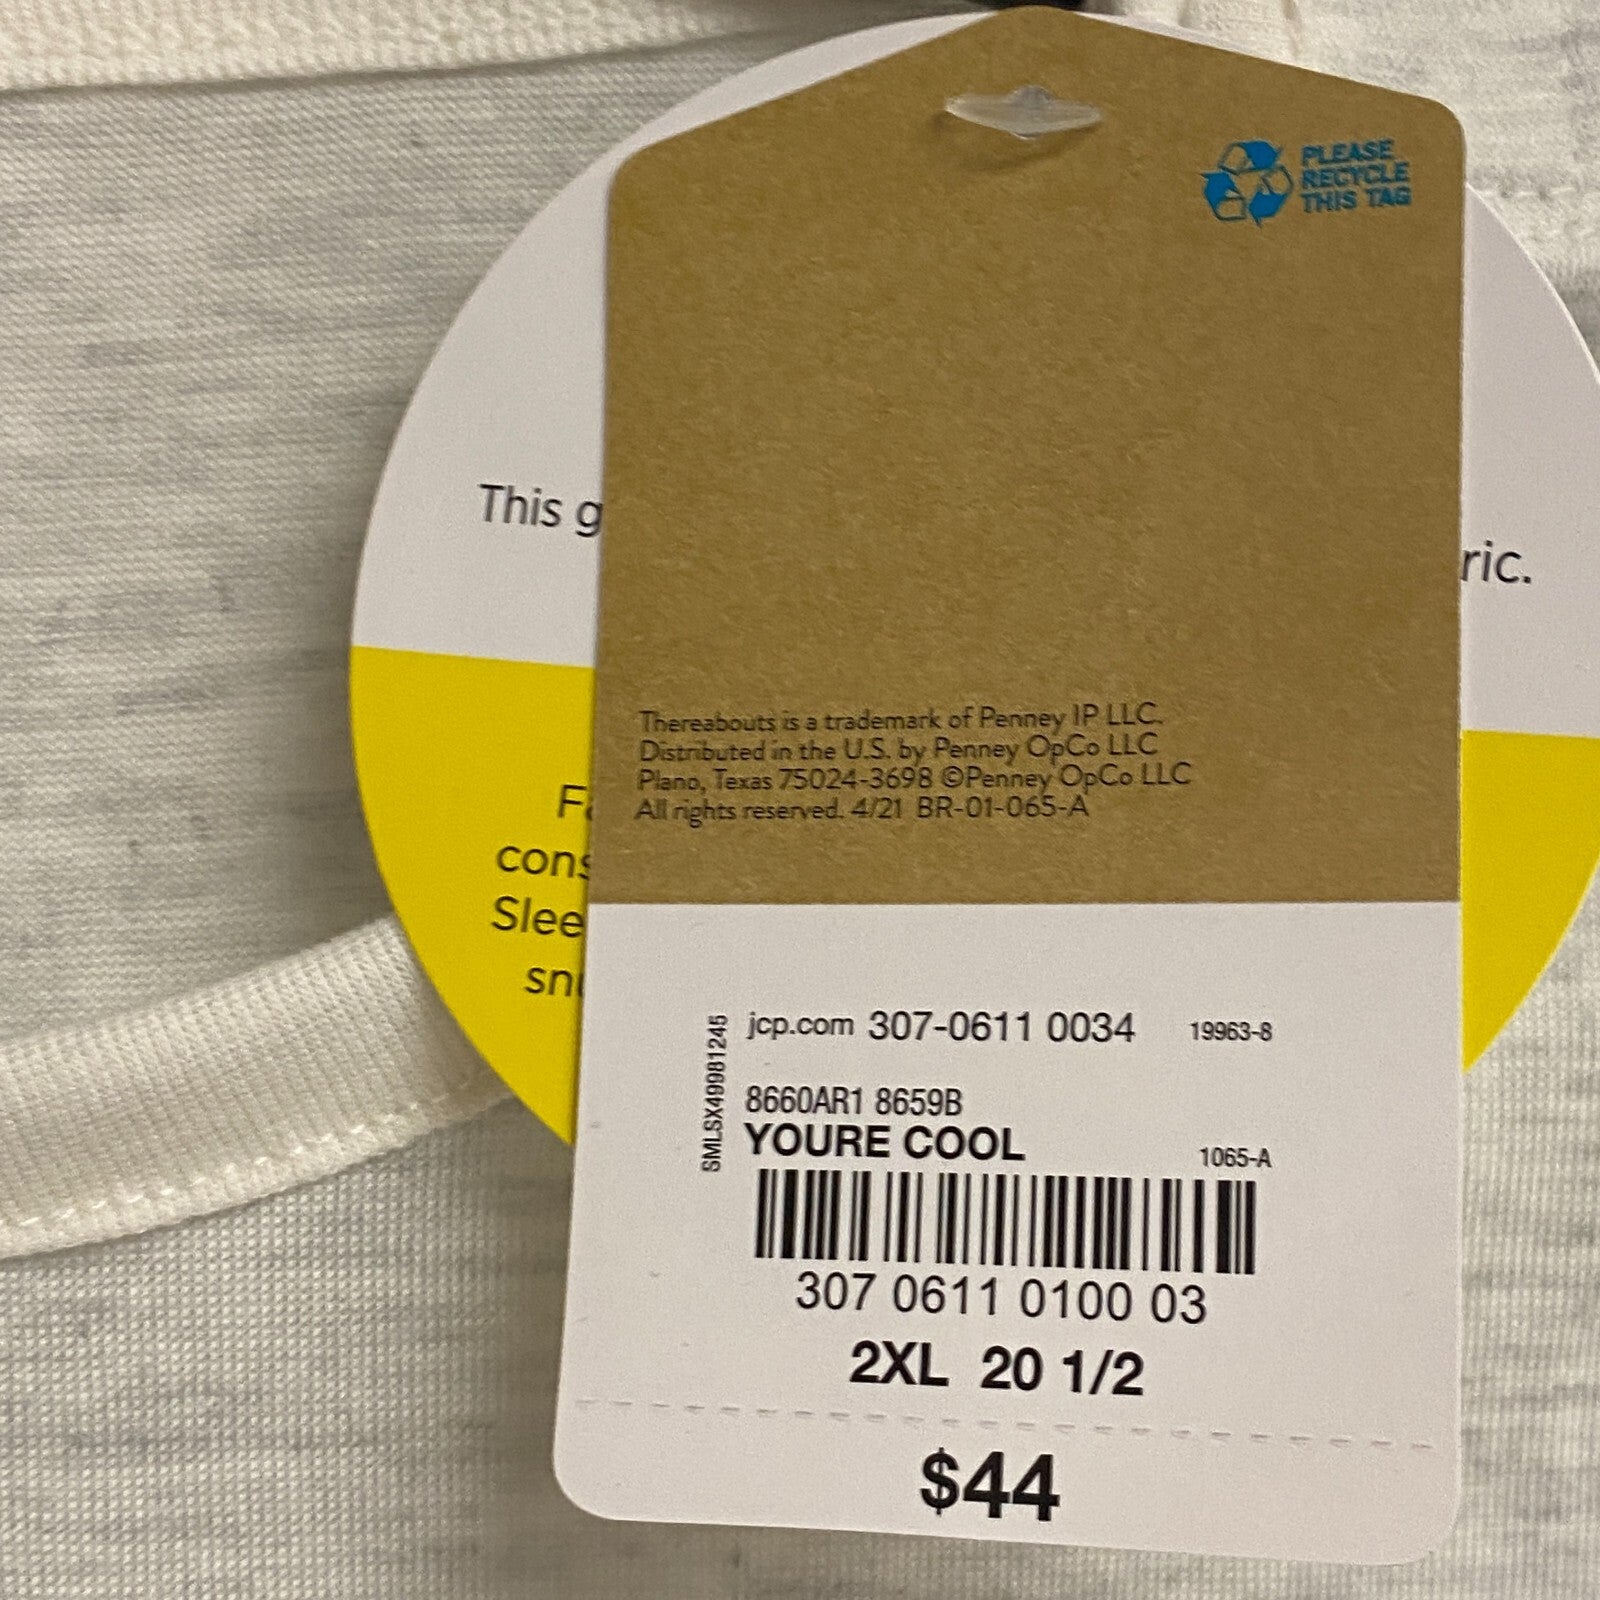 PLEASE
RECYCLE
THIS TAG
This g
ric.
Thereabouts is a trademark of Penney IP LLC.
Distributed in the U.S. by Penney OpCo LLC
Plano, Texas 75024-3698 ©Penney OpCo LLC
All rights reserved. 4/21 BR-01-065-A
Fa
cons
Slee
snu
SMLSX49981245
jcp.com 307-0611 0034 19963-8
8660AR1 8659B
YOURE COOL 1065-A
307 0611 0100 03
2XL 20 1/2
$44